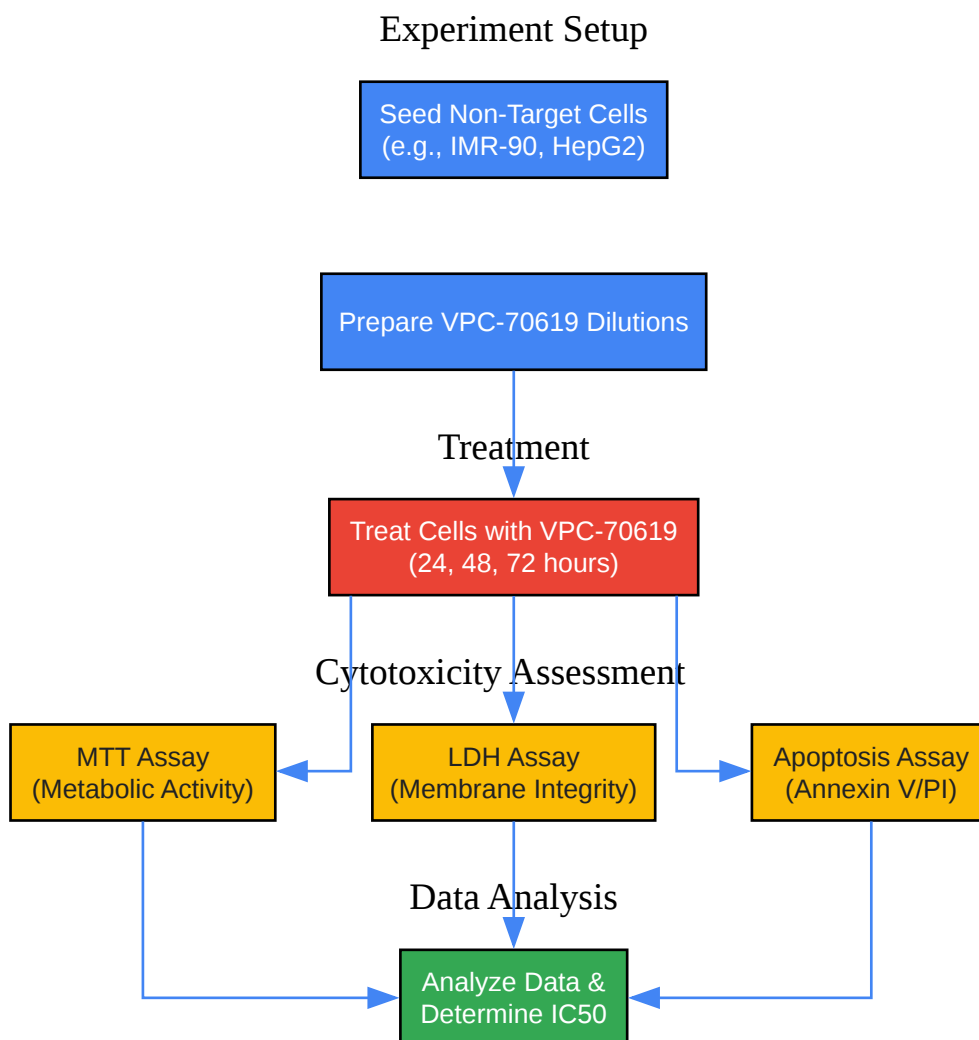 Experiment Setup
Seed Non-Target Cells
(e.g., IMR-90, HepG2)
Prepare VPC-70619 Dilutions
Treatment
Treat Cells with VPC-70619
(24, 48, 72 hours)
Cytotoxicity Assessment
MTT Assay
(Metabolic Activity)
LDH Assay
(Membrane Integrity)
Apoptosis Assay
(Annexin V/PI)
Data Analysis
Analyze Data &
Determine IC50